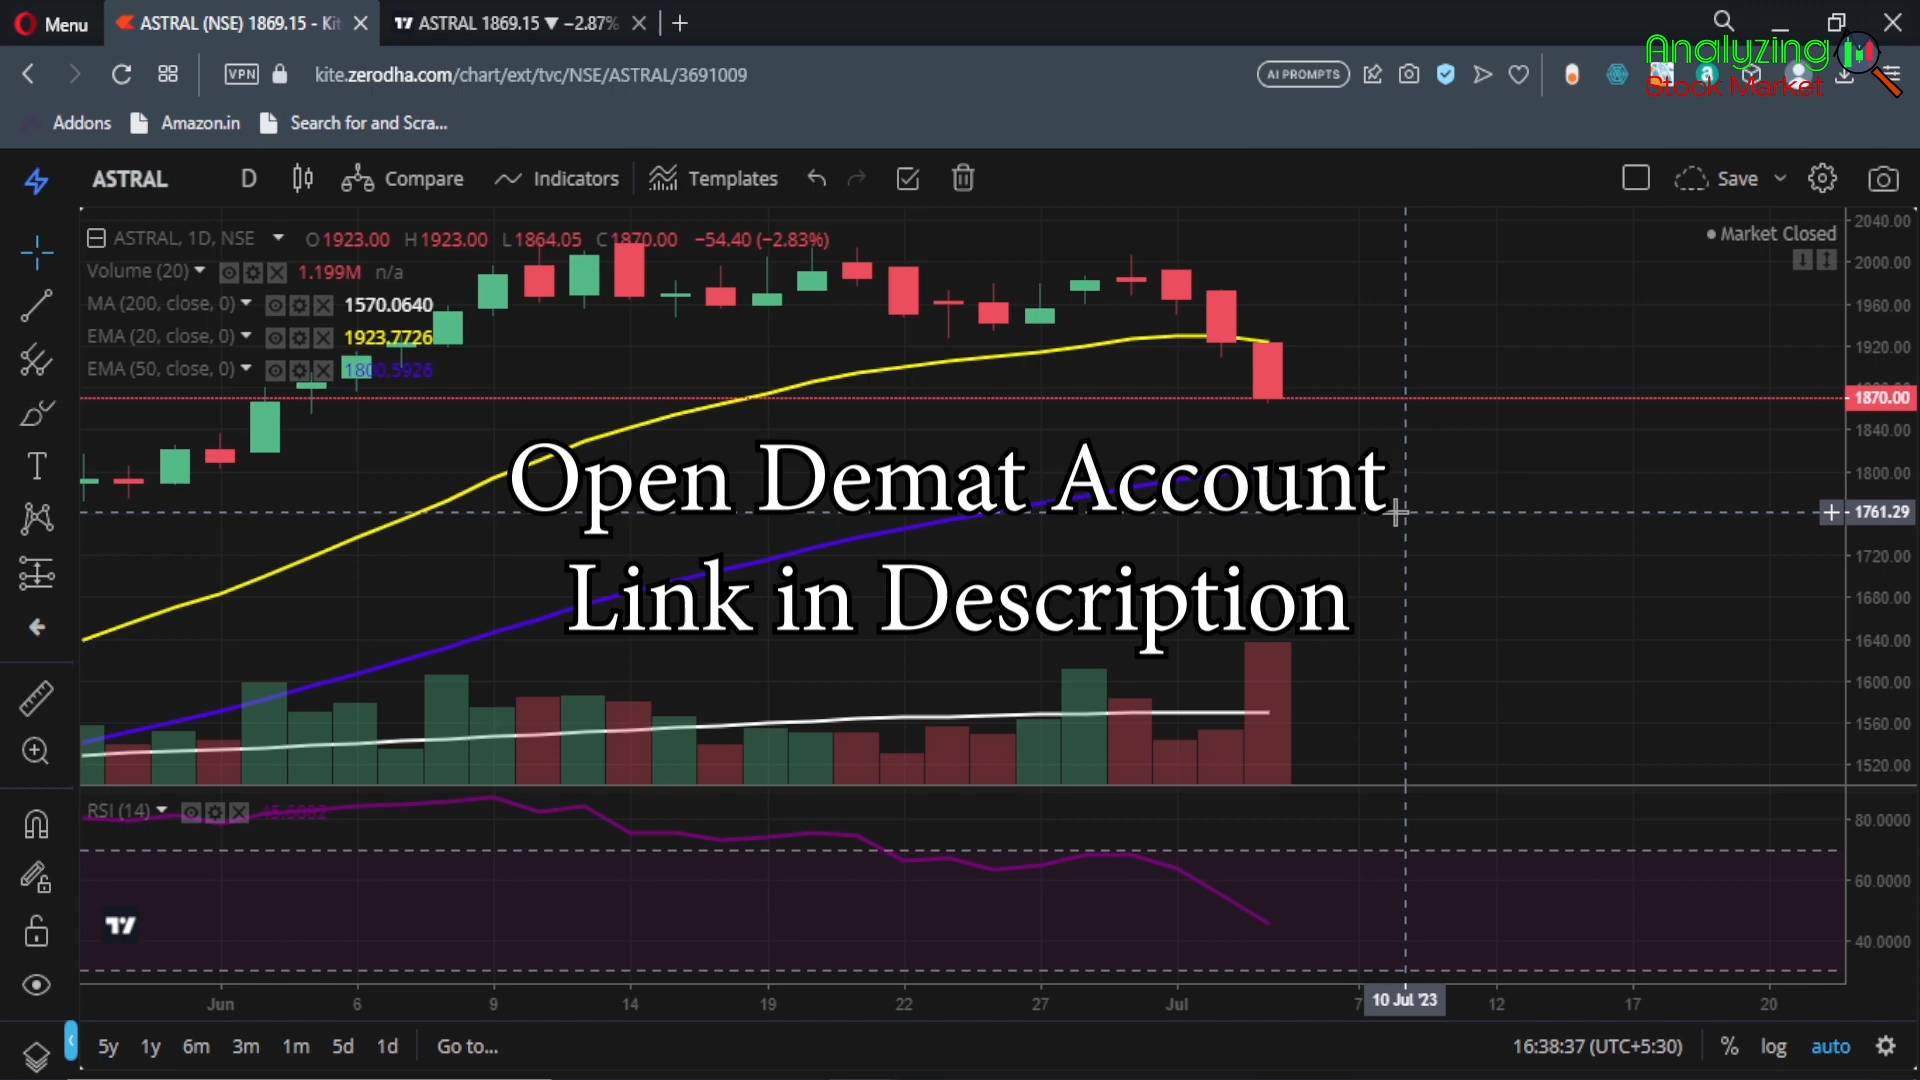 Menu
ASTRAL (NSE) 1869.15 - Kit
ASTRAL 1869.15 ▼ −2.87%
Analyzing
Stock Market
VPN
kite.zerodha.com/chart/ext/tvc/NSE/ASTRAL/3691009
AI PROMPTS
Addons
Amazon.in
Search for and Scra...
ASTRAL
D
Compare
Indicators
Templates
Save
ASTRAL, 1D, NSE
O1923.00 H1923.00 L1864.05 C1870.00 −54.40 (−2.83%)
Market Closed
Volume (20) 1.199M n/a
MA (200, close, 0) 1570.0640
EMA (20, close, 0) 1923.7726
EMA (50, close, 0) 1800.5926
2040.00
2000.00
1960.00
1920.00
1870.00
1840.00
1800.00
1761.29
1720.00
1680.00
1640.00
1600.00
1560.00
1520.00
Open Demat Account
Link in Description
RSI (14)
80.0000
60.0000
40.0000
Jun 6 9 14 19 22 27 Jul 7 10 Jul '23 12 17 20
5y 1y 6m 3m 1m 5d 1d Go to...
16:38:37 (UTC+5:30) % log auto